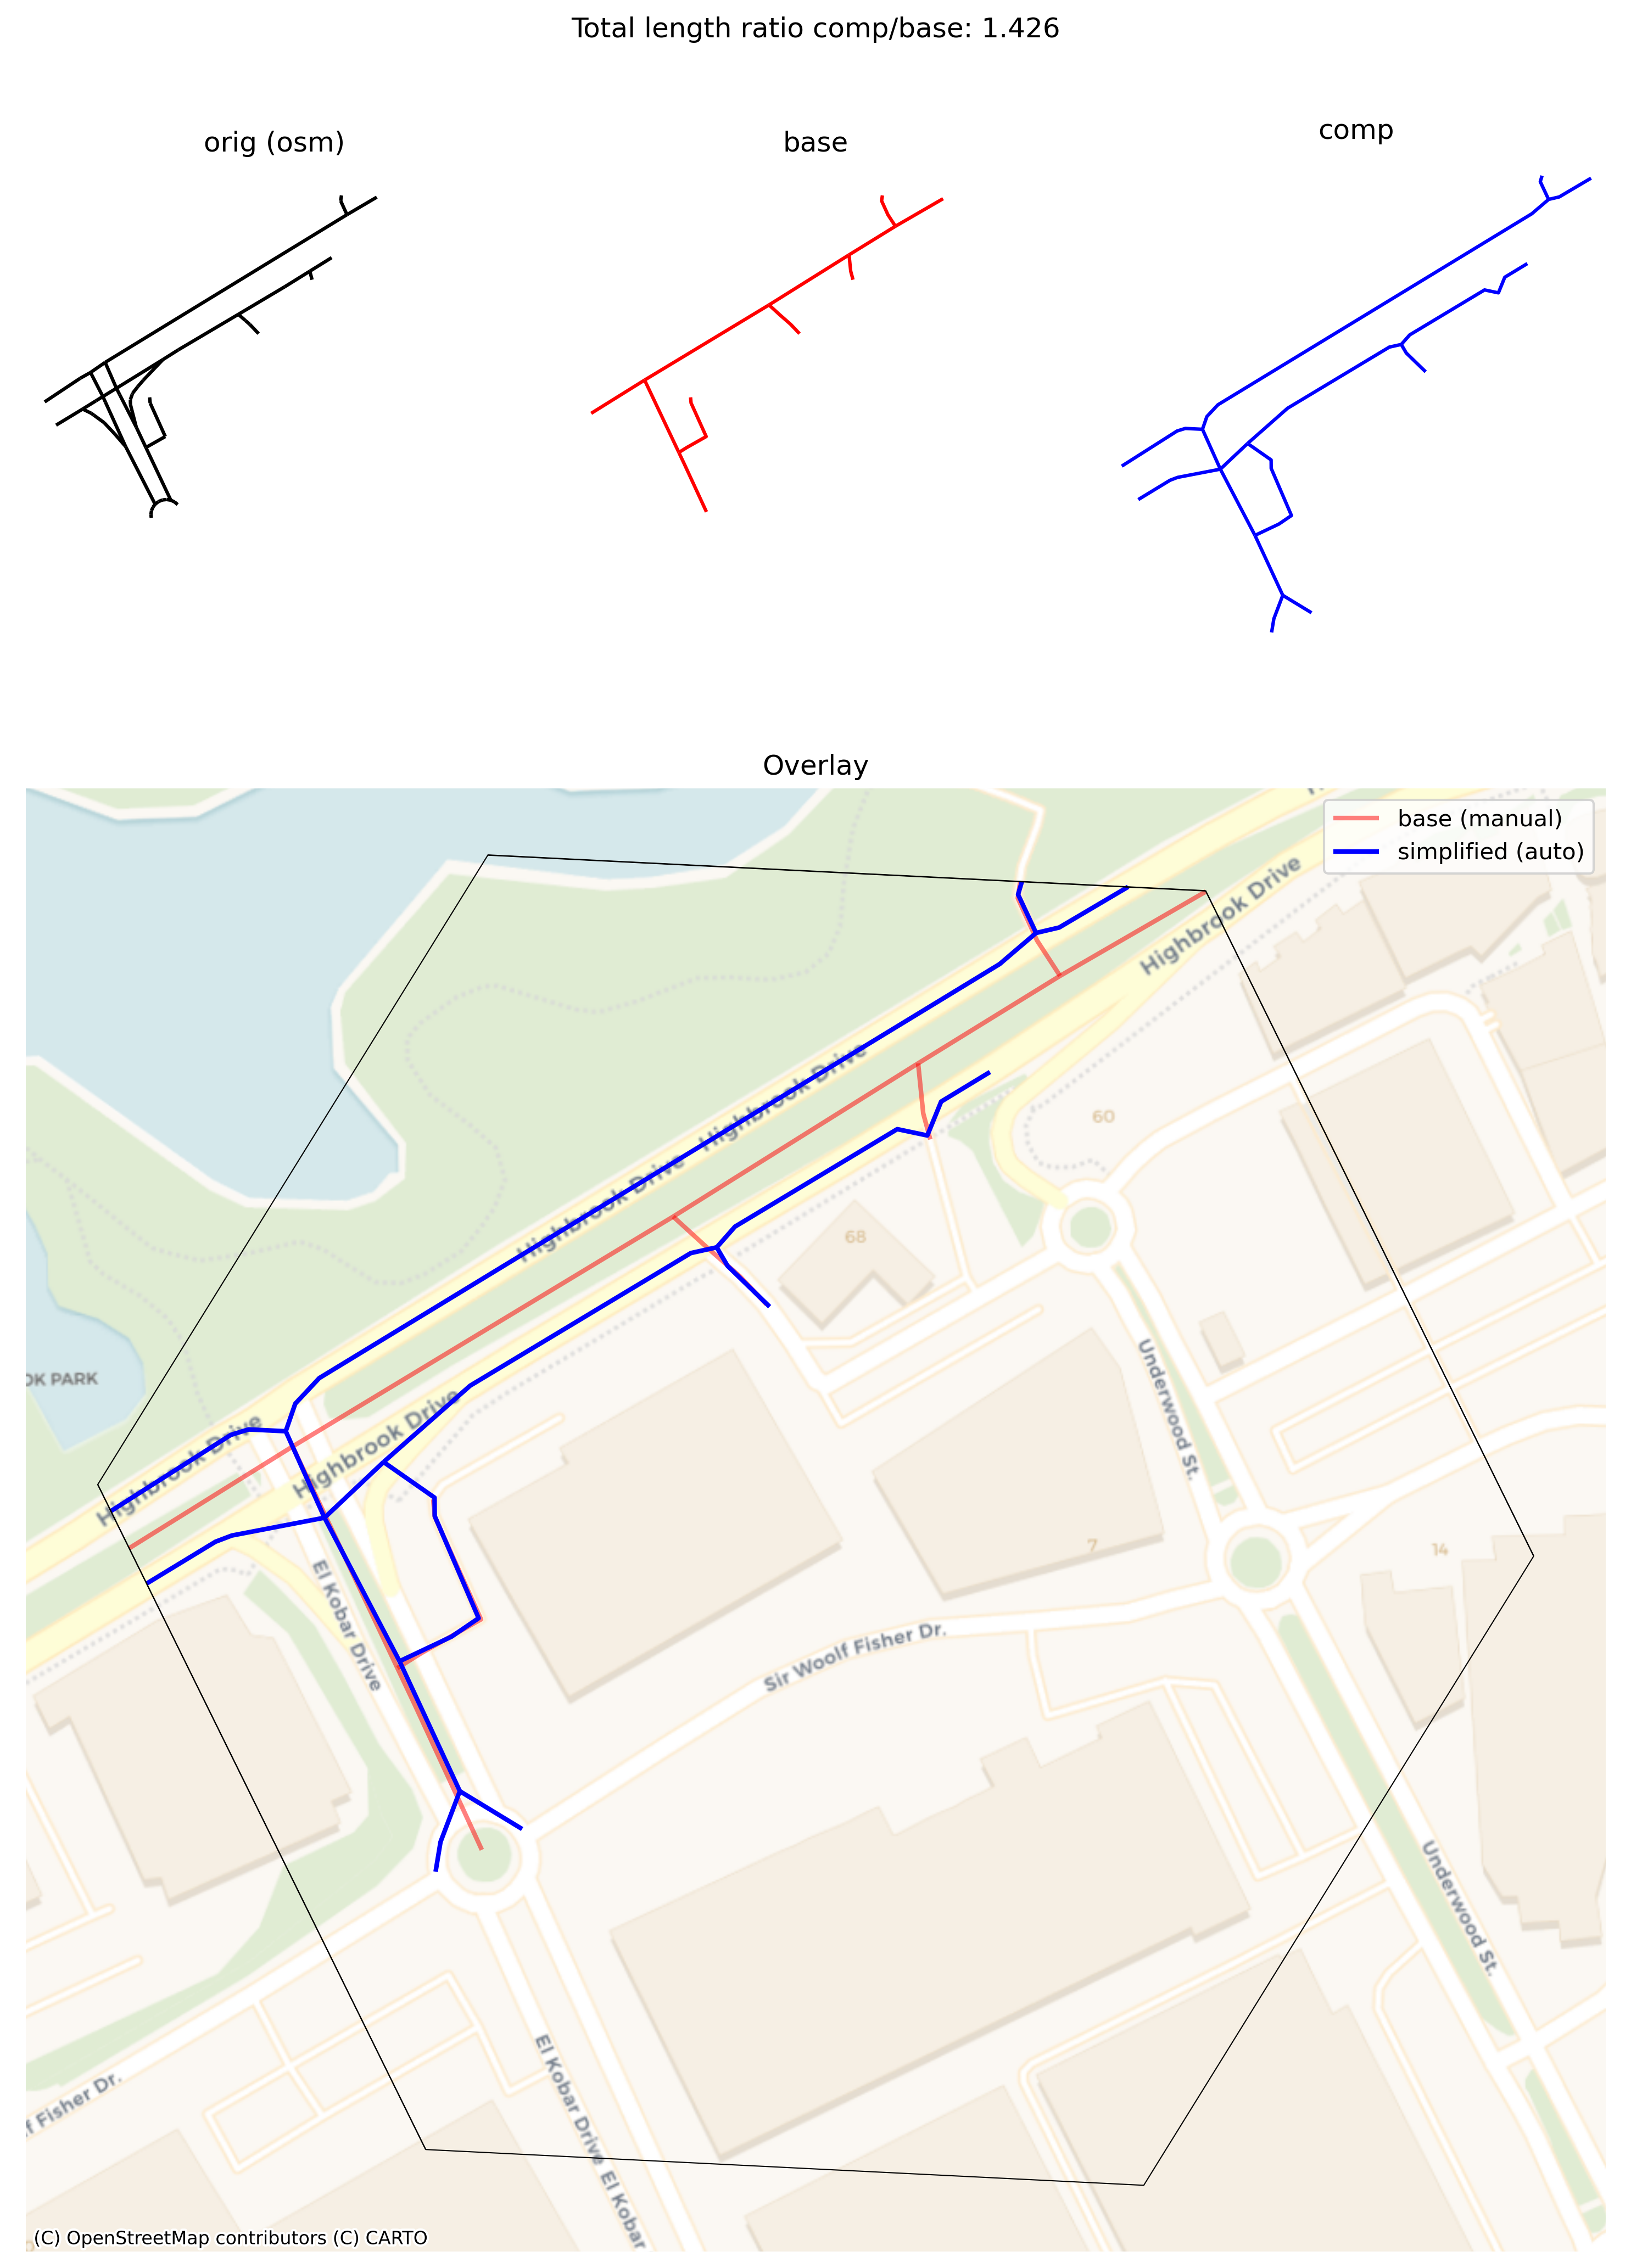 Total length ratio comp/base: 1.426
orig (osm)
base
comp
Overlay
base (manual)
simplified (auto)
Highbrook Drive
Highbrook Drive
Highbrook Drive
60
68
OK PARK
Underwood St.
Highbrook Drive
Highbrook Drive
7
14
El Kobar Drive
Sir Woolf Fisher Dr.
Underwood St.
El Kobar Drive
El Kobar
f Fisher Dr.
(C) OpenStreetMap contributors (C) CARTO